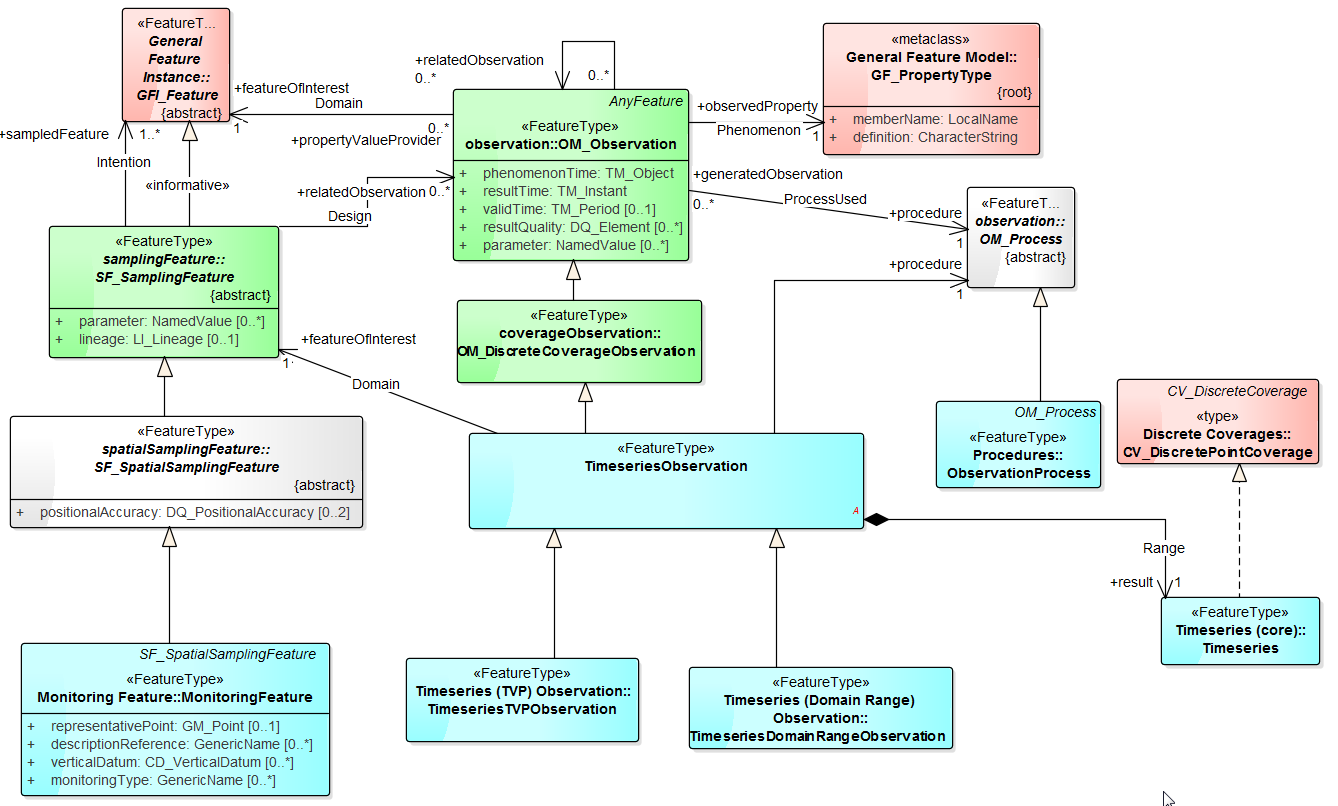 «FeatureT...
General
Feature
Instance::
GFI_Feature
{abstract}
+relatedObservation
0..*
0..*
«metaclass»
General Feature Model::
GF_PropertyType
{root}
+ memberName: LocalName
+ definition: CharacterString
+featureOfInterest
Domain
1
0..*
+propertyValueProvider
AnyFeature
«FeatureType»
observation::OM_Observation
+ phenomenonTime: TM_Object
+ resultTime: TM_Instant
+ validTime: TM_Period [0..1]
+ resultQuality: DQ_Element [0..*]
+ parameter: NamedValue [0..*]
+observedProperty
Phenomenon
1
+sampledFeature
1..*
Intention
«informative»
+relatedObservation
0..*
Design
+generatedObservation
0..*
ProcessUsed
+procedure
1
«FeatureT...
observation::
OM_Process
{abstract}
+procedure
1
«FeatureType»
samplingFeature::
SF_SamplingFeature
{abstract}
+ parameter: NamedValue [0..*]
+ lineage: LI_Lineage [0..1]
«FeatureType»
coverageObservation::
OM_DiscreteCoverageObservation
+featureOfInterest
1
Domain
«FeatureType»
spatialSamplingFeature::
SF_SpatialSamplingFeature
{abstract}
+ positionalAccuracy: DQ_PositionalAccuracy [0..2]
«FeatureType»
TimeseriesObservation
A
OM_Process
«FeatureType»
Procedures::
ObservationProcess
CV_DiscreteCoverage
«type»
Discrete Coverages::
CV_DiscretePointCoverage
Range
+result
1
«FeatureType»
Timeseries (core)::
Timeseries
SF_SpatialSamplingFeature
«FeatureType»
Monitoring Feature::MonitoringFeature
+ representativePoint: GM_Point [0..1]
+ descriptionReference: GenericName [0..*]
+ verticalDatum: CD_VerticalDatum [0..*]
+ monitoringType: GenericName [0..*]
«FeatureType»
Timeseries (TVP) Observation::
TimeseriesTVPObservation
«FeatureType»
Timeseries (Domain Range)
Observation::
TimeseriesDomainRangeObservation